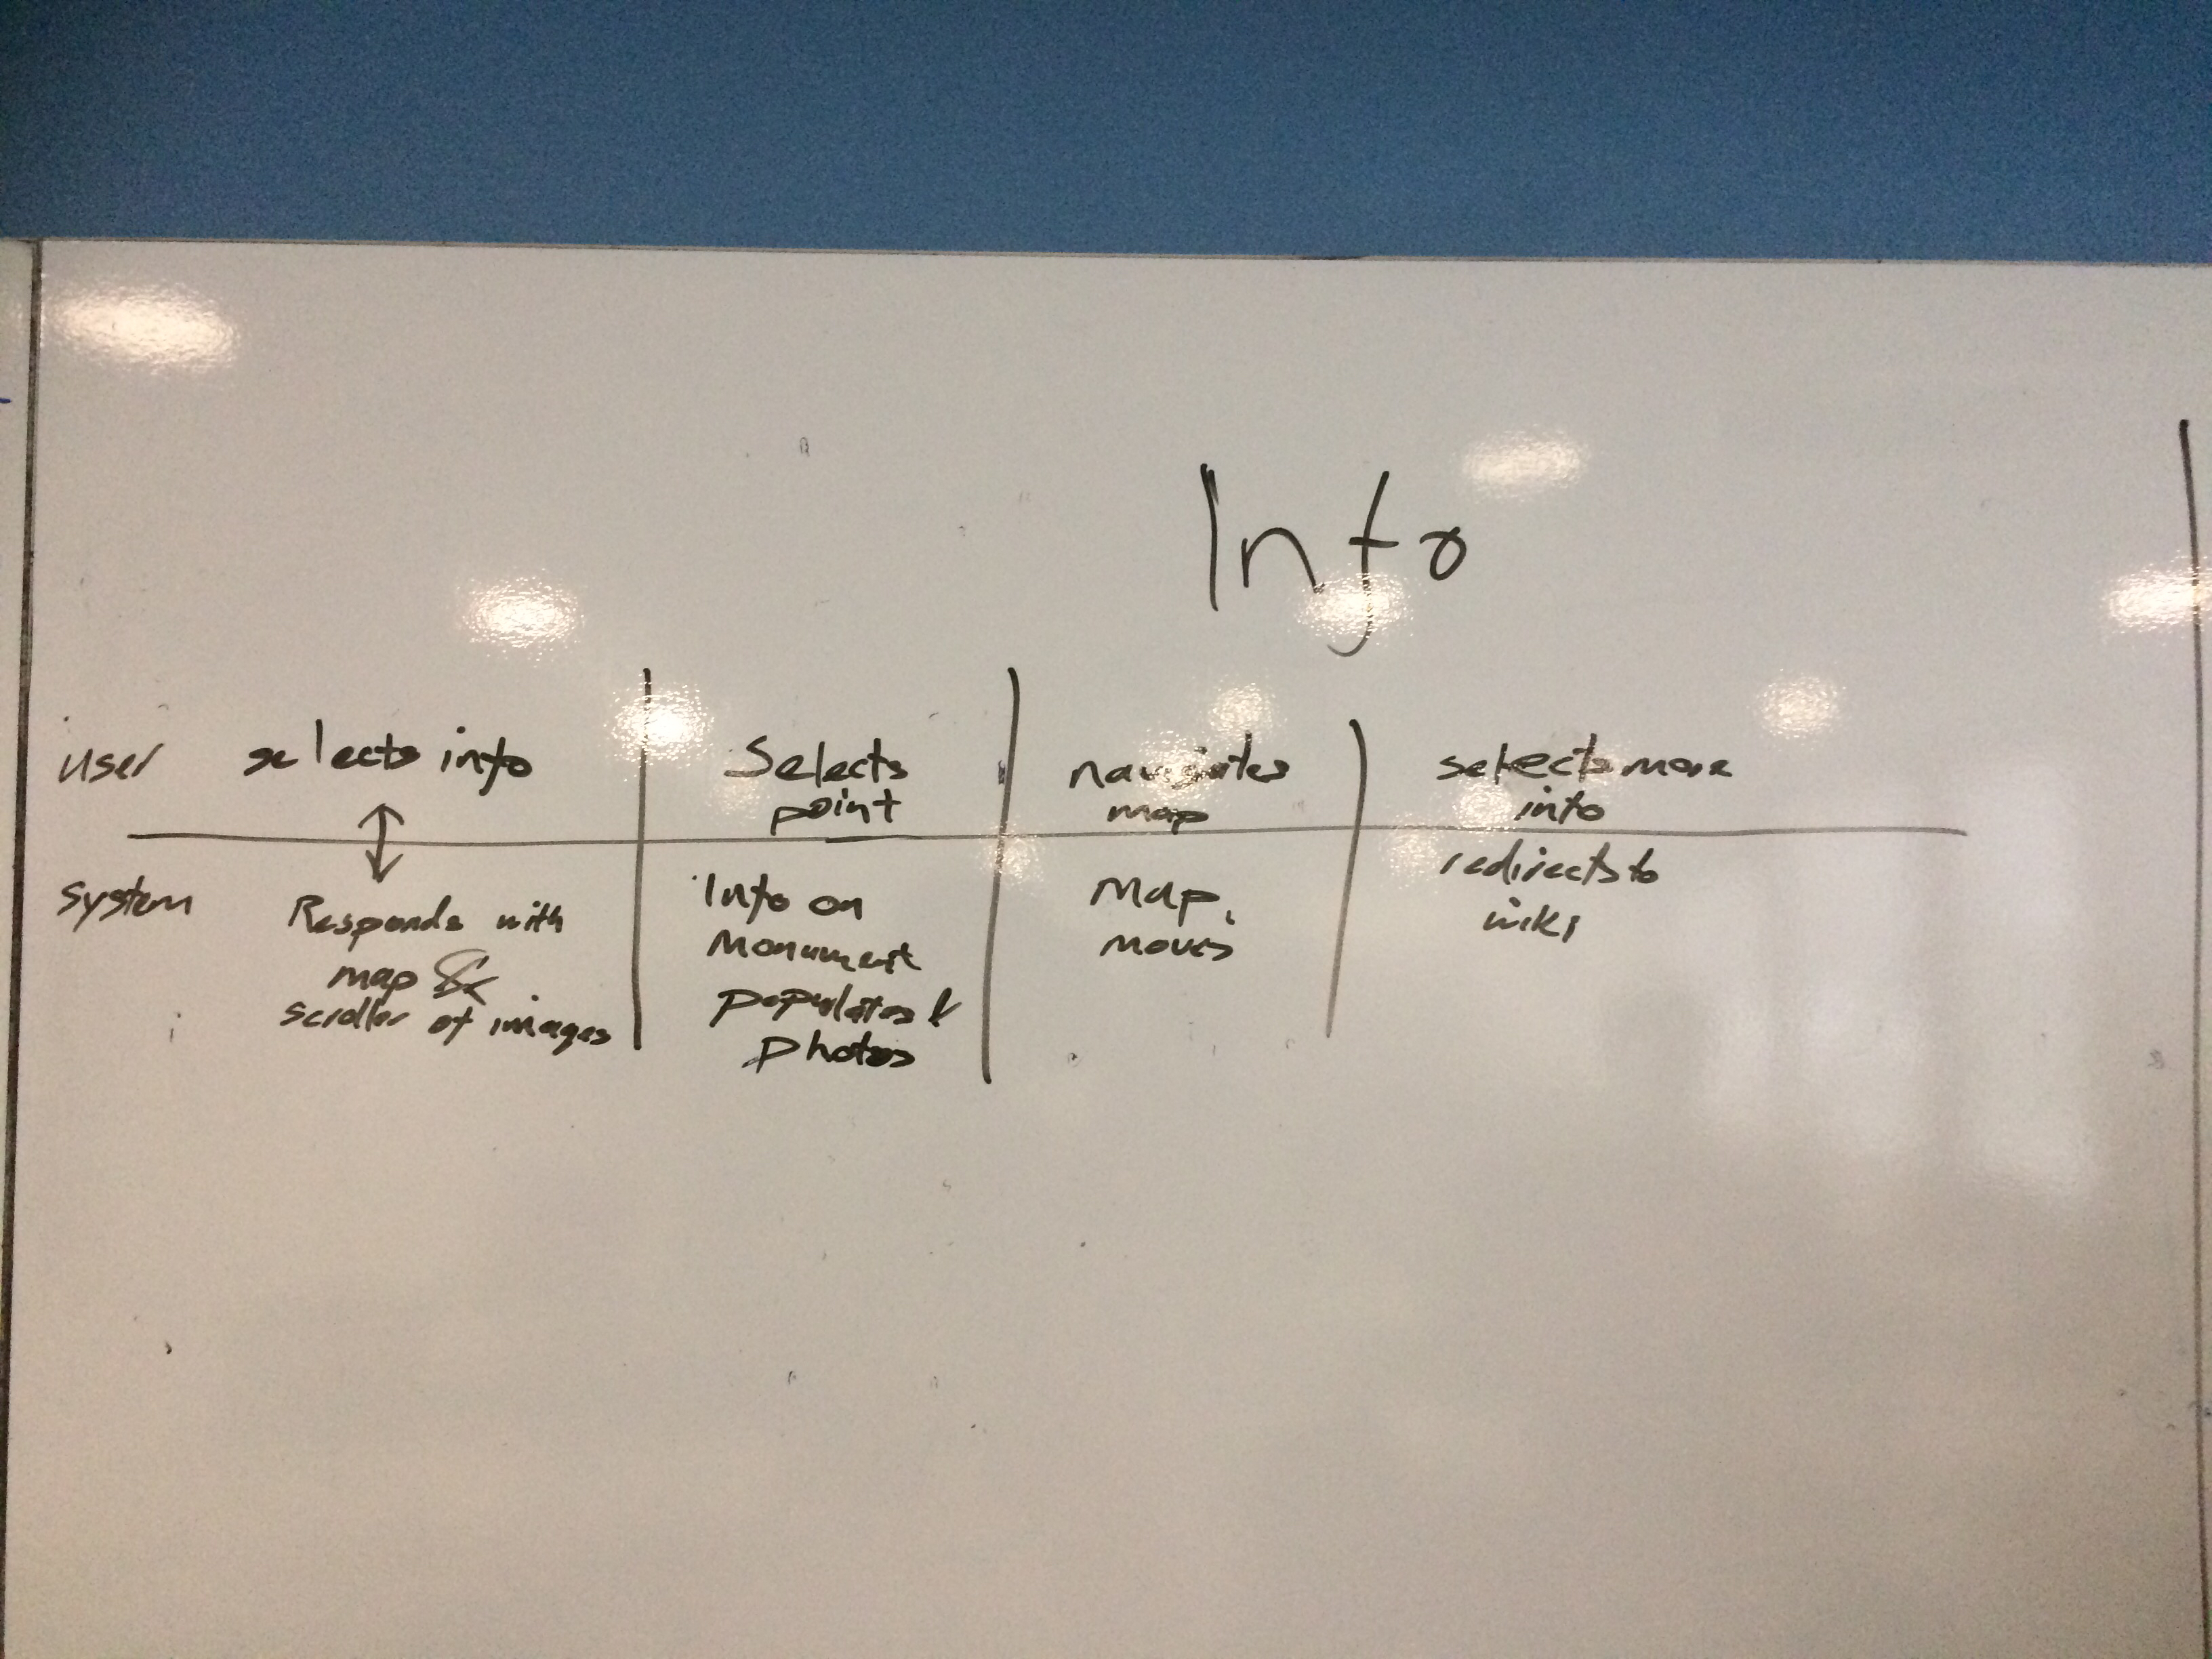 Info
user
selects info
Selects
point
navigates
map
selects more
info
system
Responds with
map &
scroller of images
Info on
Monument
populates &
photos
Map
moves
redirects to
wiki